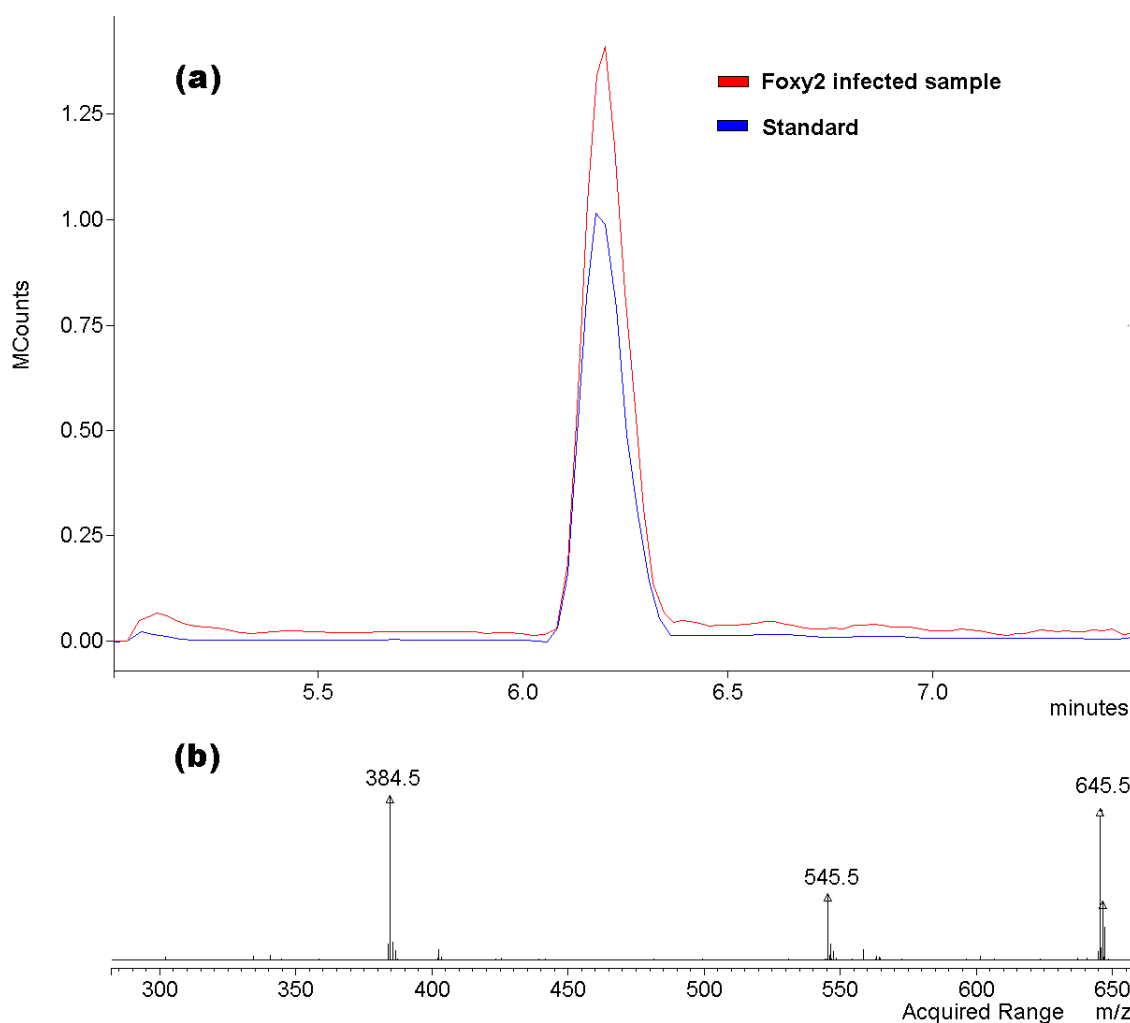 (a)
Foxy2 infected sample
Standard
MCounts
1.25
1.00
0.75
0.50
0.25
0.00
5.5 6.0 6.5 7.0
minutes
(b)
384.5
545.5
645.5
300 350 400 450 500 550 600 650
Acquired Range m/z